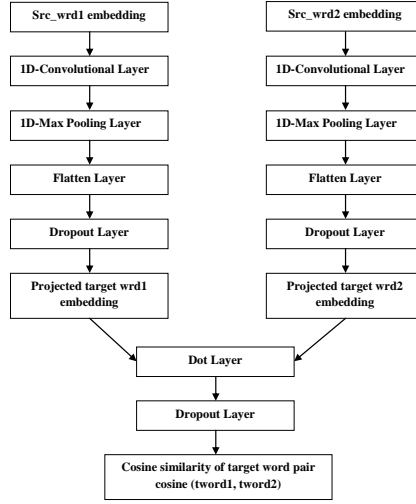 Src_wrd1 embedding
1D-Convolutional Layer
1D-Max Pooling Layer
Flatten Layer
Dropout Layer
Projected target wrd1
embedding
Src_wrd2 embedding
1D-Convolutional Layer
1D-Max Pooling Layer
Flatten Layer
Dropout Layer
Projected target wrd2
embedding
Dot Layer
Dropout Layer
Cosine similarity of target word pair
cosine (tword1, tword2)